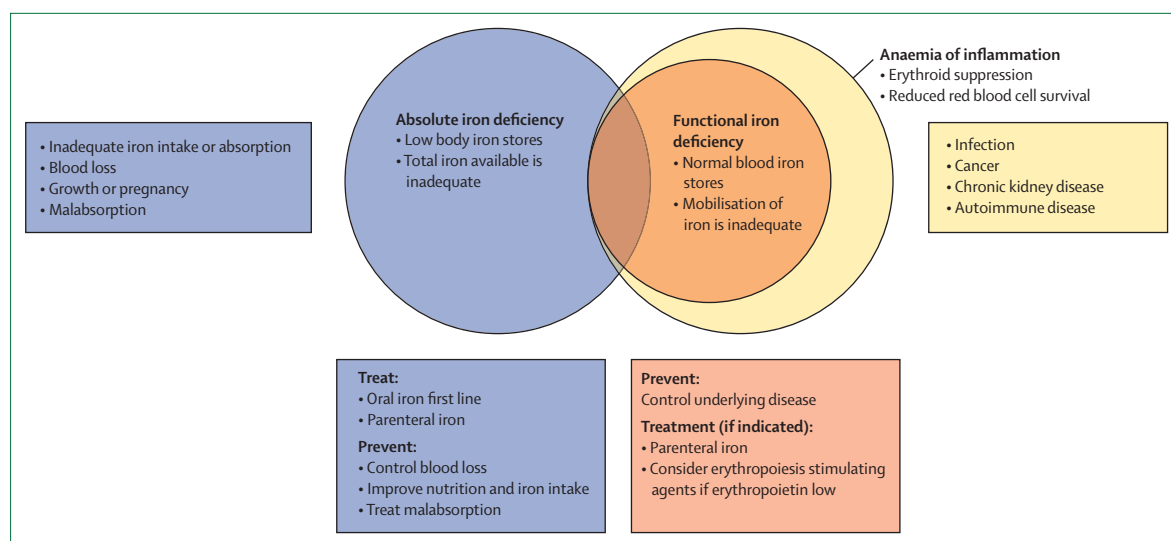 Anaemia of inflammation
• Erythroid suppression
• Reduced red blood cell survival
Absolute iron deficiency
• Low body iron stores
• Total iron available is
inadequate
Functional iron
deficiency
• Normal blood iron
stores
• Mobilisation of
iron is inadequate
• Inadequate iron intake or absorption
• Blood loss
• Growth or pregnancy
• Malabsorption
• Infection
• Cancer
• Chronic kidney disease
• Autoimmune disease
Treat:
• Oral iron first line
• Parenteral iron
Prevent:
• Control blood loss
• Improve nutrition and iron intake
• Treat malabsorption
Prevent:
Control underlying disease
Treatment (if indicated):
• Parenteral iron
• Consider erythropoiesis stimulating
agents if erythropoietin low